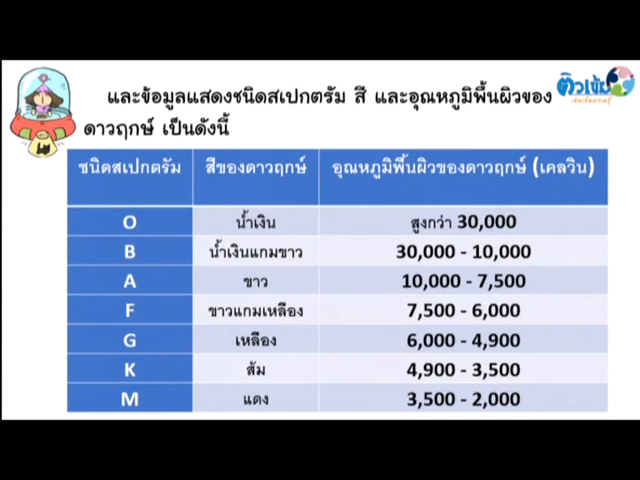 ติวเข้ม
และข้อมูลแสดงชนิดสเปกตรัม สี และอุณหภูมิพื้นผิวของ
ดาวฤกษ์ เป็นดังนี้
ชนิดสเปกตรัม สีของดาวฤกษ์ อุณหภูมิพื้นผิวของดาวฤกษ์ (เคลวิน)
O น้ำเงิน สูงกว่า 30,000
B น้ำเงินแกมขาว 30,000 - 10,000
A ขาว 10,000 - 7,500
F ขาวแกมเหลือง 7,500 - 6,000
G เหลือง 6,000 - 4,900
K ส้ม 4,900 - 3,500
M แดง 3,500 - 2,000